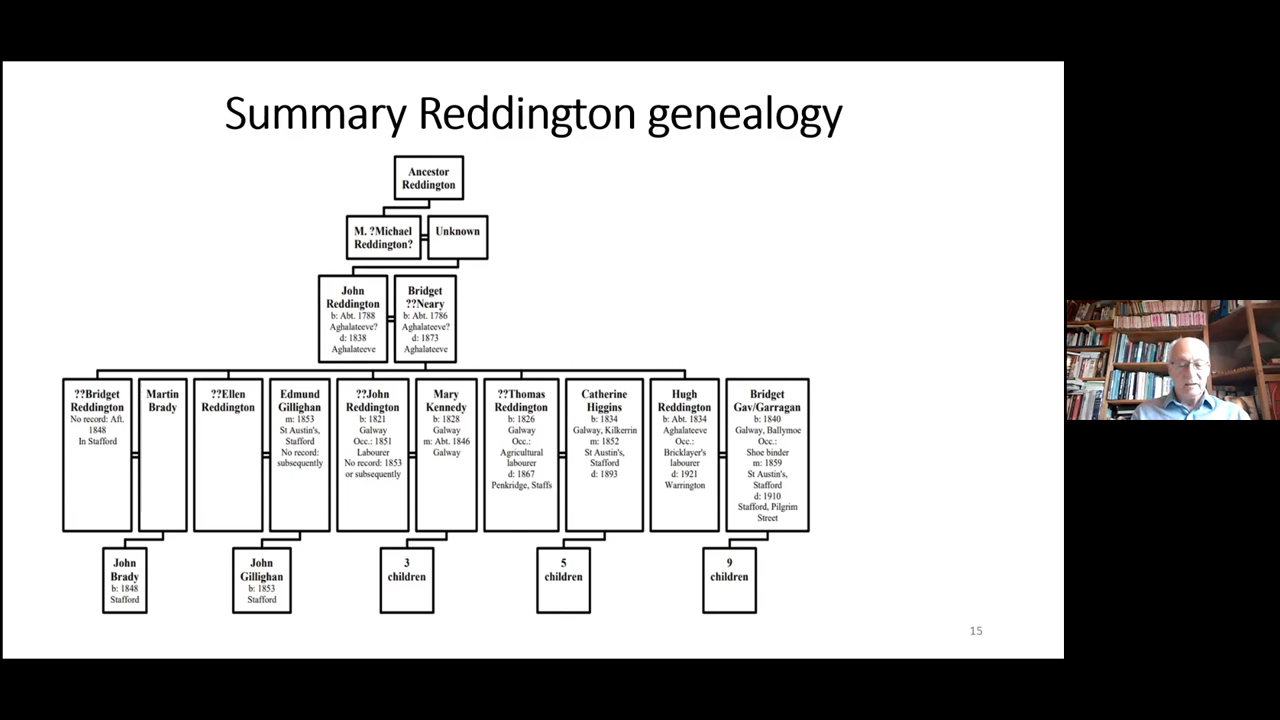 Summary Reddington genealogy
Ancestor
Reddington
M. ?Michael
Reddington?
Unknown
John
Reddington
b: Abt. 1788
Aghalateeve?
d: 1838
Aghalateeve
Bridget
??Neary
b: Abt. 1786
Aghalateeve?
d: 1873
Aghalateeve
??Bridget
Reddington
No record: Aft.
1848
In Stafford
Martin
Brady
??Ellen
Reddington
Edmund
Gillighan
m: 1853
St Austin's,
Stafford
No record:
subsequently
??John
Reddington
b: 1821
Galway
Occ.: 1851
Labourer
No record: 1853
or subsequently
Mary
Kennedy
b: 1828
Galway
m: Abt. 1846
Galway
??Thomas
Reddington
b: 1826
Galway
Occ.:
Agricultural
labourer
d: 1867
Penkridge, Staffs
Catherine
Higgins
b: 1834
Galway, Kilkerrin
m: 1852
St Austin's,
Stafford
d: 1893
Hugh
Reddington
b: Abt. 1834
Aghaleteeve
Occ.:
Bricklayer's
labourer
d: 1921
Warrington
Bridget
Gav/Garragan
b: 1840
Galway, Ballymoe
Occ.:
Shoe binder
m: 1859
St Austin's,
Stafford
d: 1910
Stafford, Pilgrim
Street
John
Brady
b: 1848
Stafford
John
Gillighan
b: 1853
Stafford
3
children
5
children
9
children
15